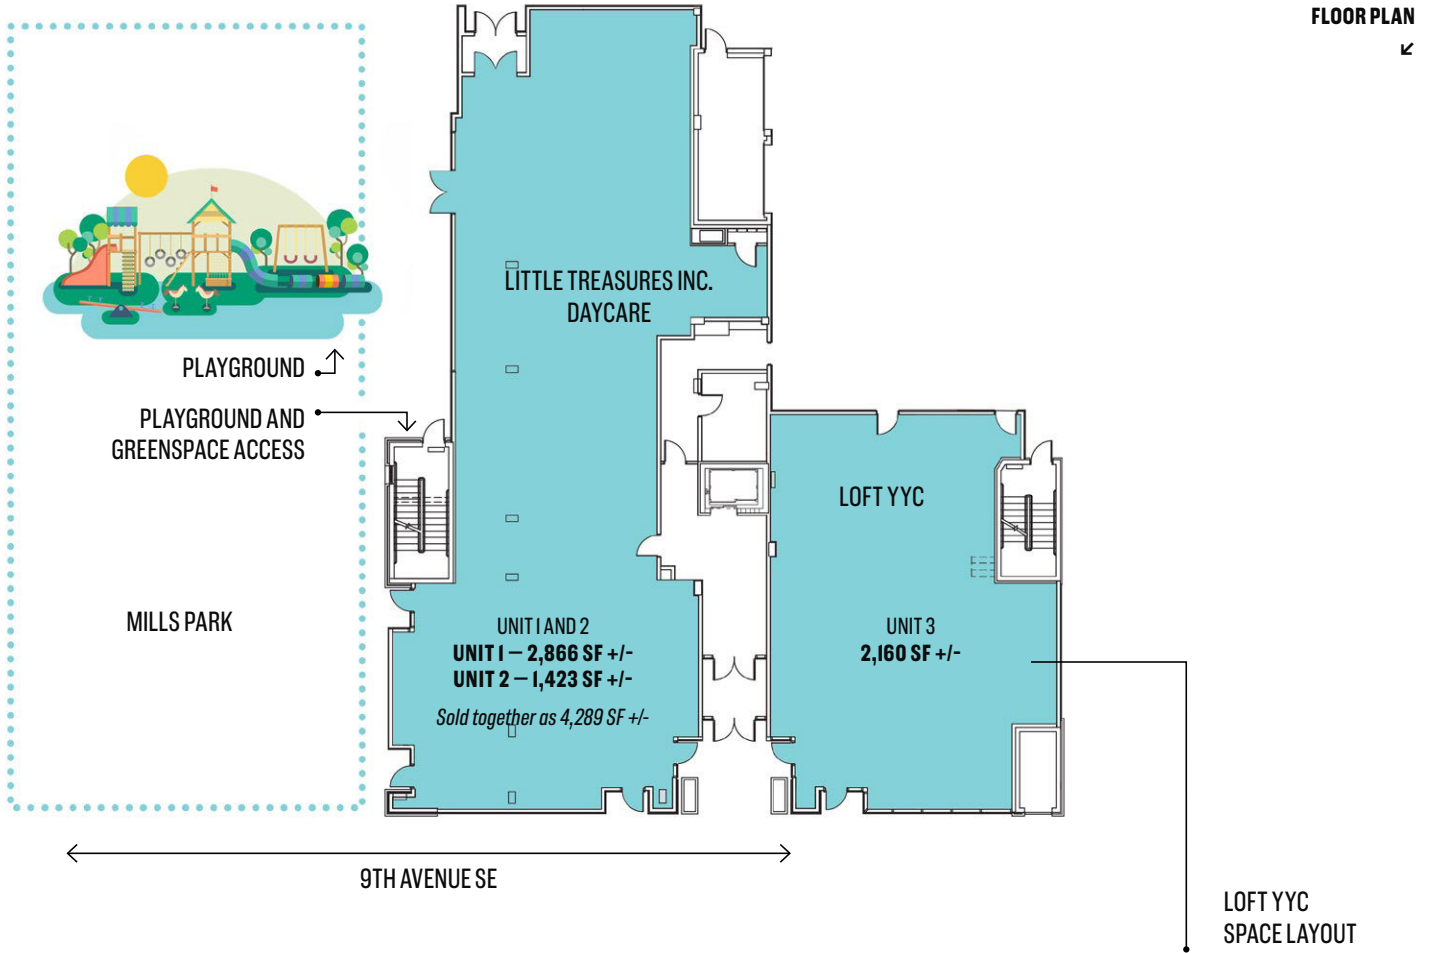 FLOOR PLAN
LITTLE TREASURES INC.
DAYCARE
PLAYGROUND
PLAYGROUND AND
GREENSPACE ACCESS
LOFT YYC
MILLS PARK
UNIT 1 AND 2
UNIT 1 – 2,866 SF +/-
UNIT 2 – 1,423 SF +/-
Sold together as 4,289 SF +/-
UNIT 3
2,160 SF +/-
9TH AVENUE SE
LOFT YYC
SPACE LAYOUT